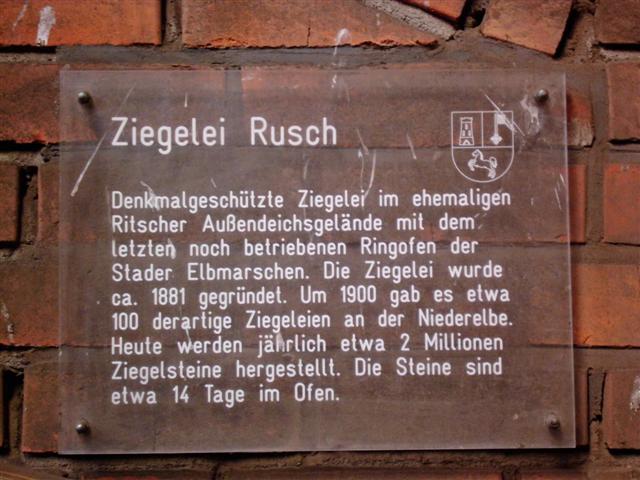 Ziegelei Rusch
Denkmalgeschützte Ziegelei im ehemaligen
Ritscher Außendeichsgelände mit dem
letzten noch betriebenen Ringofen der
Stader Elbmarschen. Die Ziegelei wurde
ca. 1881 gegründet. Um 1900 gab es etwa
100 derartige Ziegeleien an der Niederelbe.
Heute werden jährlich etwa 2 Millionen
Ziegelsteine hergestellt. Die Steine sind
etwa 14 Tage im Ofen.